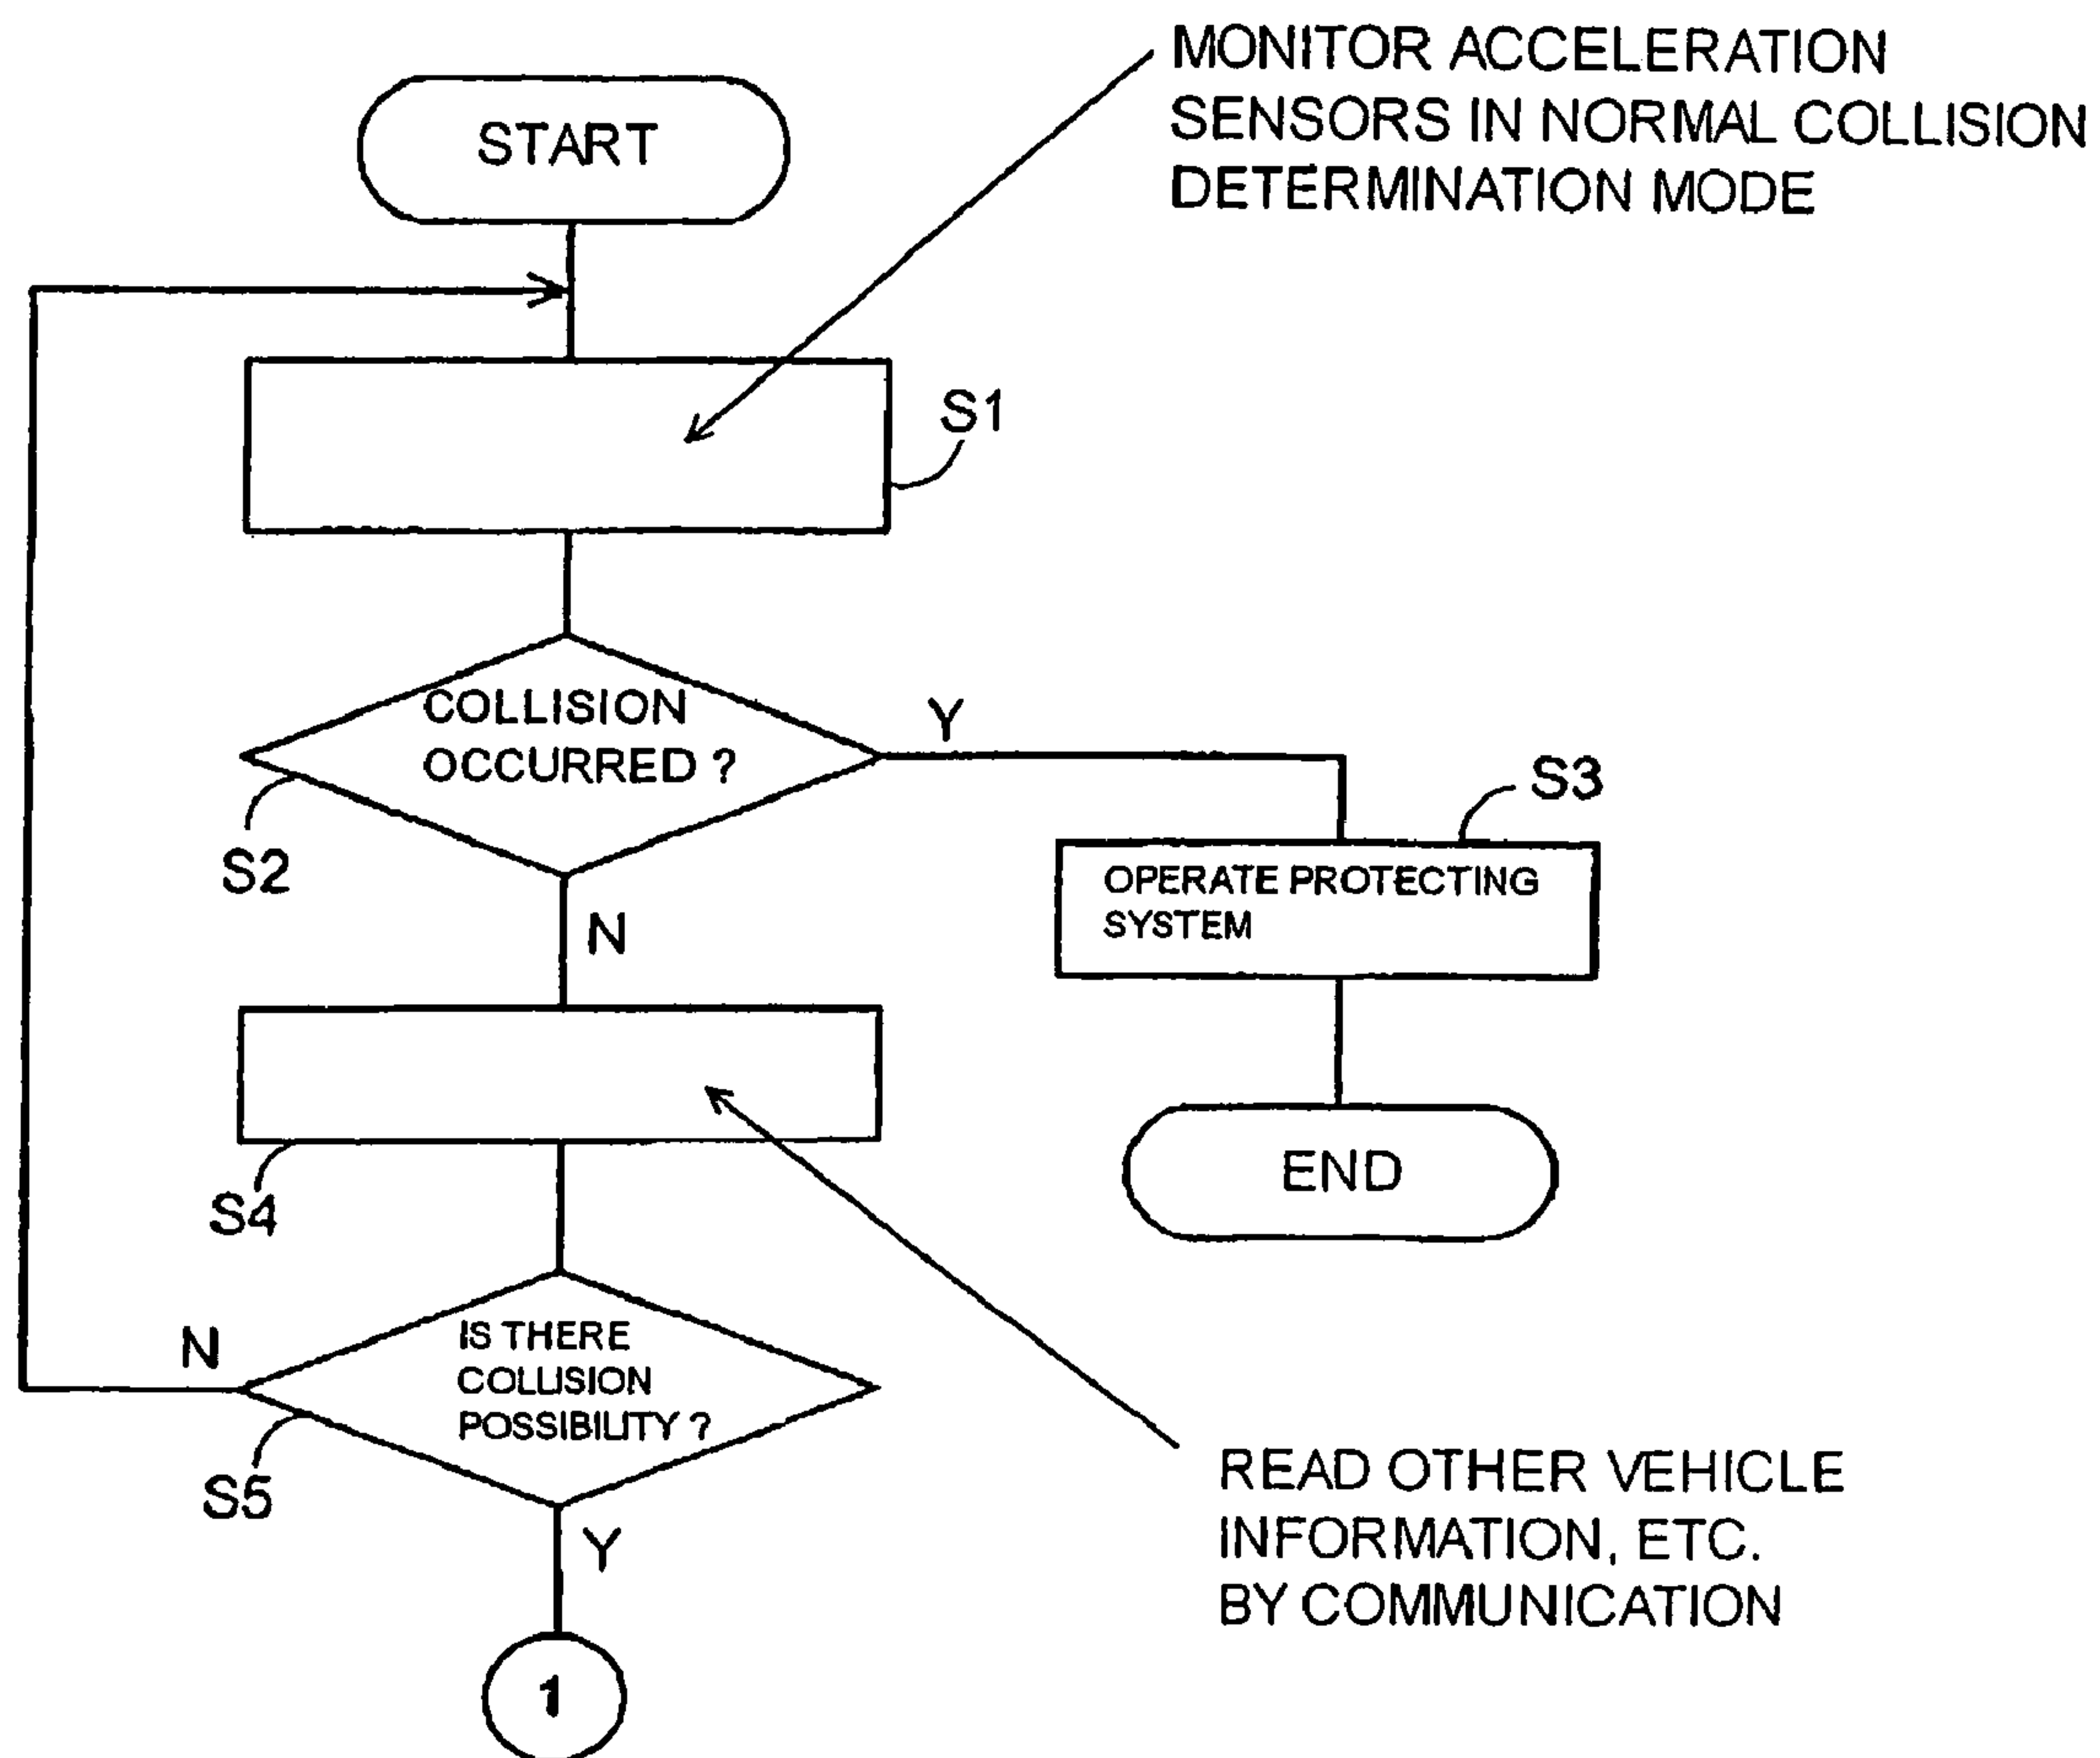 MONITOR ACCELERATION
SENSORS IN NORMAL COLLISION
DETERMINATION MODE
START
S1
COLLISION
OCCURRED ?
Y
S2
N
S3
OPERATE PROTECTING
SYSTEM
S4
END
N
IS THERE
COLLISION
POSSIBILITY ?
S5
Y
READ OTHER VEHICLE
INFORMATION, ETC.
BY COMMUNICATION
1